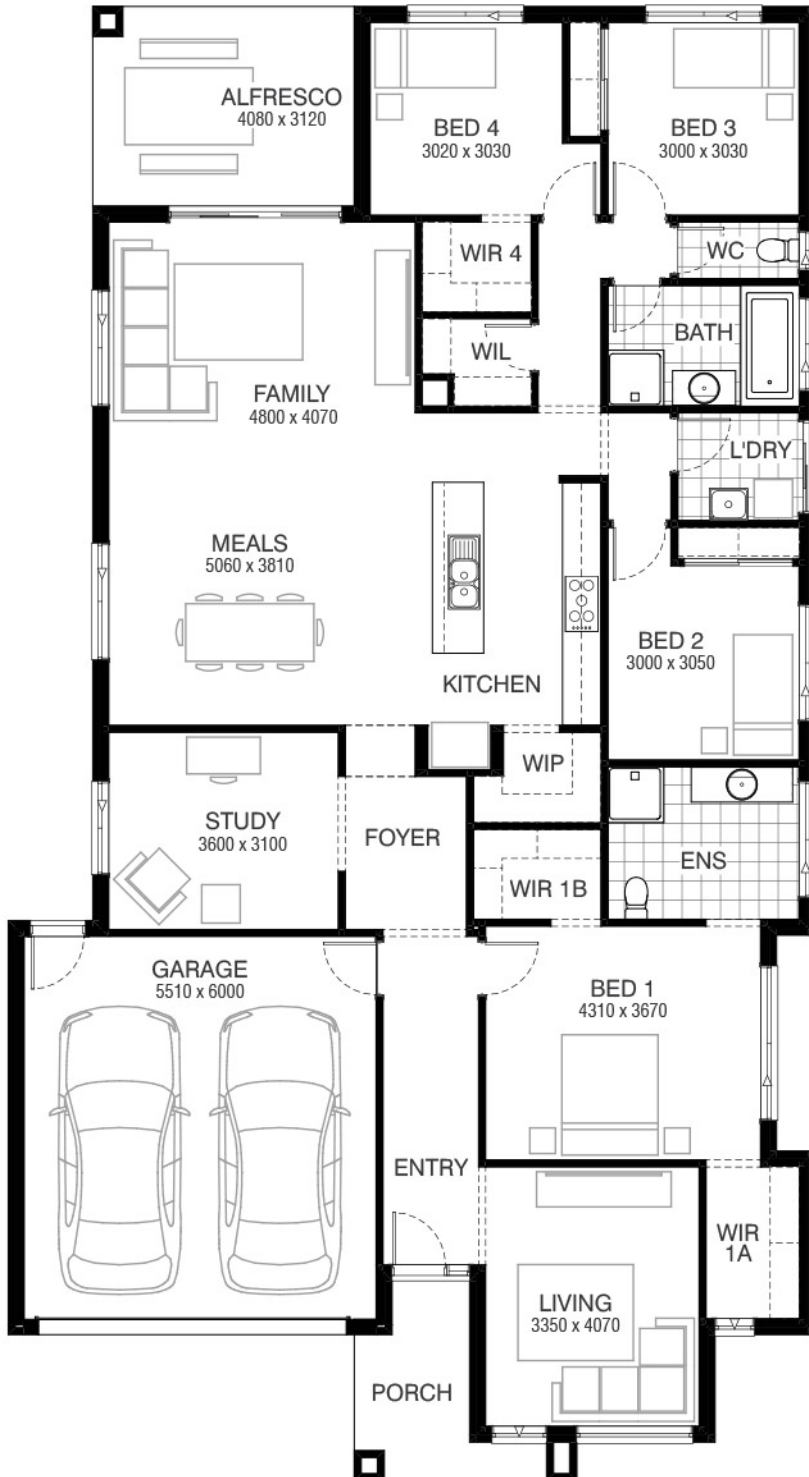 ALFRESCO
4080 x 3120
BED 4
3020 x 3030
BED 3
3000 x 3030
WIR 4
WC
WIL
BATH
FAMILY
4800 x 4070
L'DRY
MEALS
5060 x 3810
BED 2
3000 x 3050
KITCHEN
WIP
STUDY
3600 x 3100
FOYER
ENS
WIR 1B
GARAGE
5510 x 6000
BED 1
4310 x 3670
ENTRY
WIR
1A
LIVING
3350 x 4070
PORCH